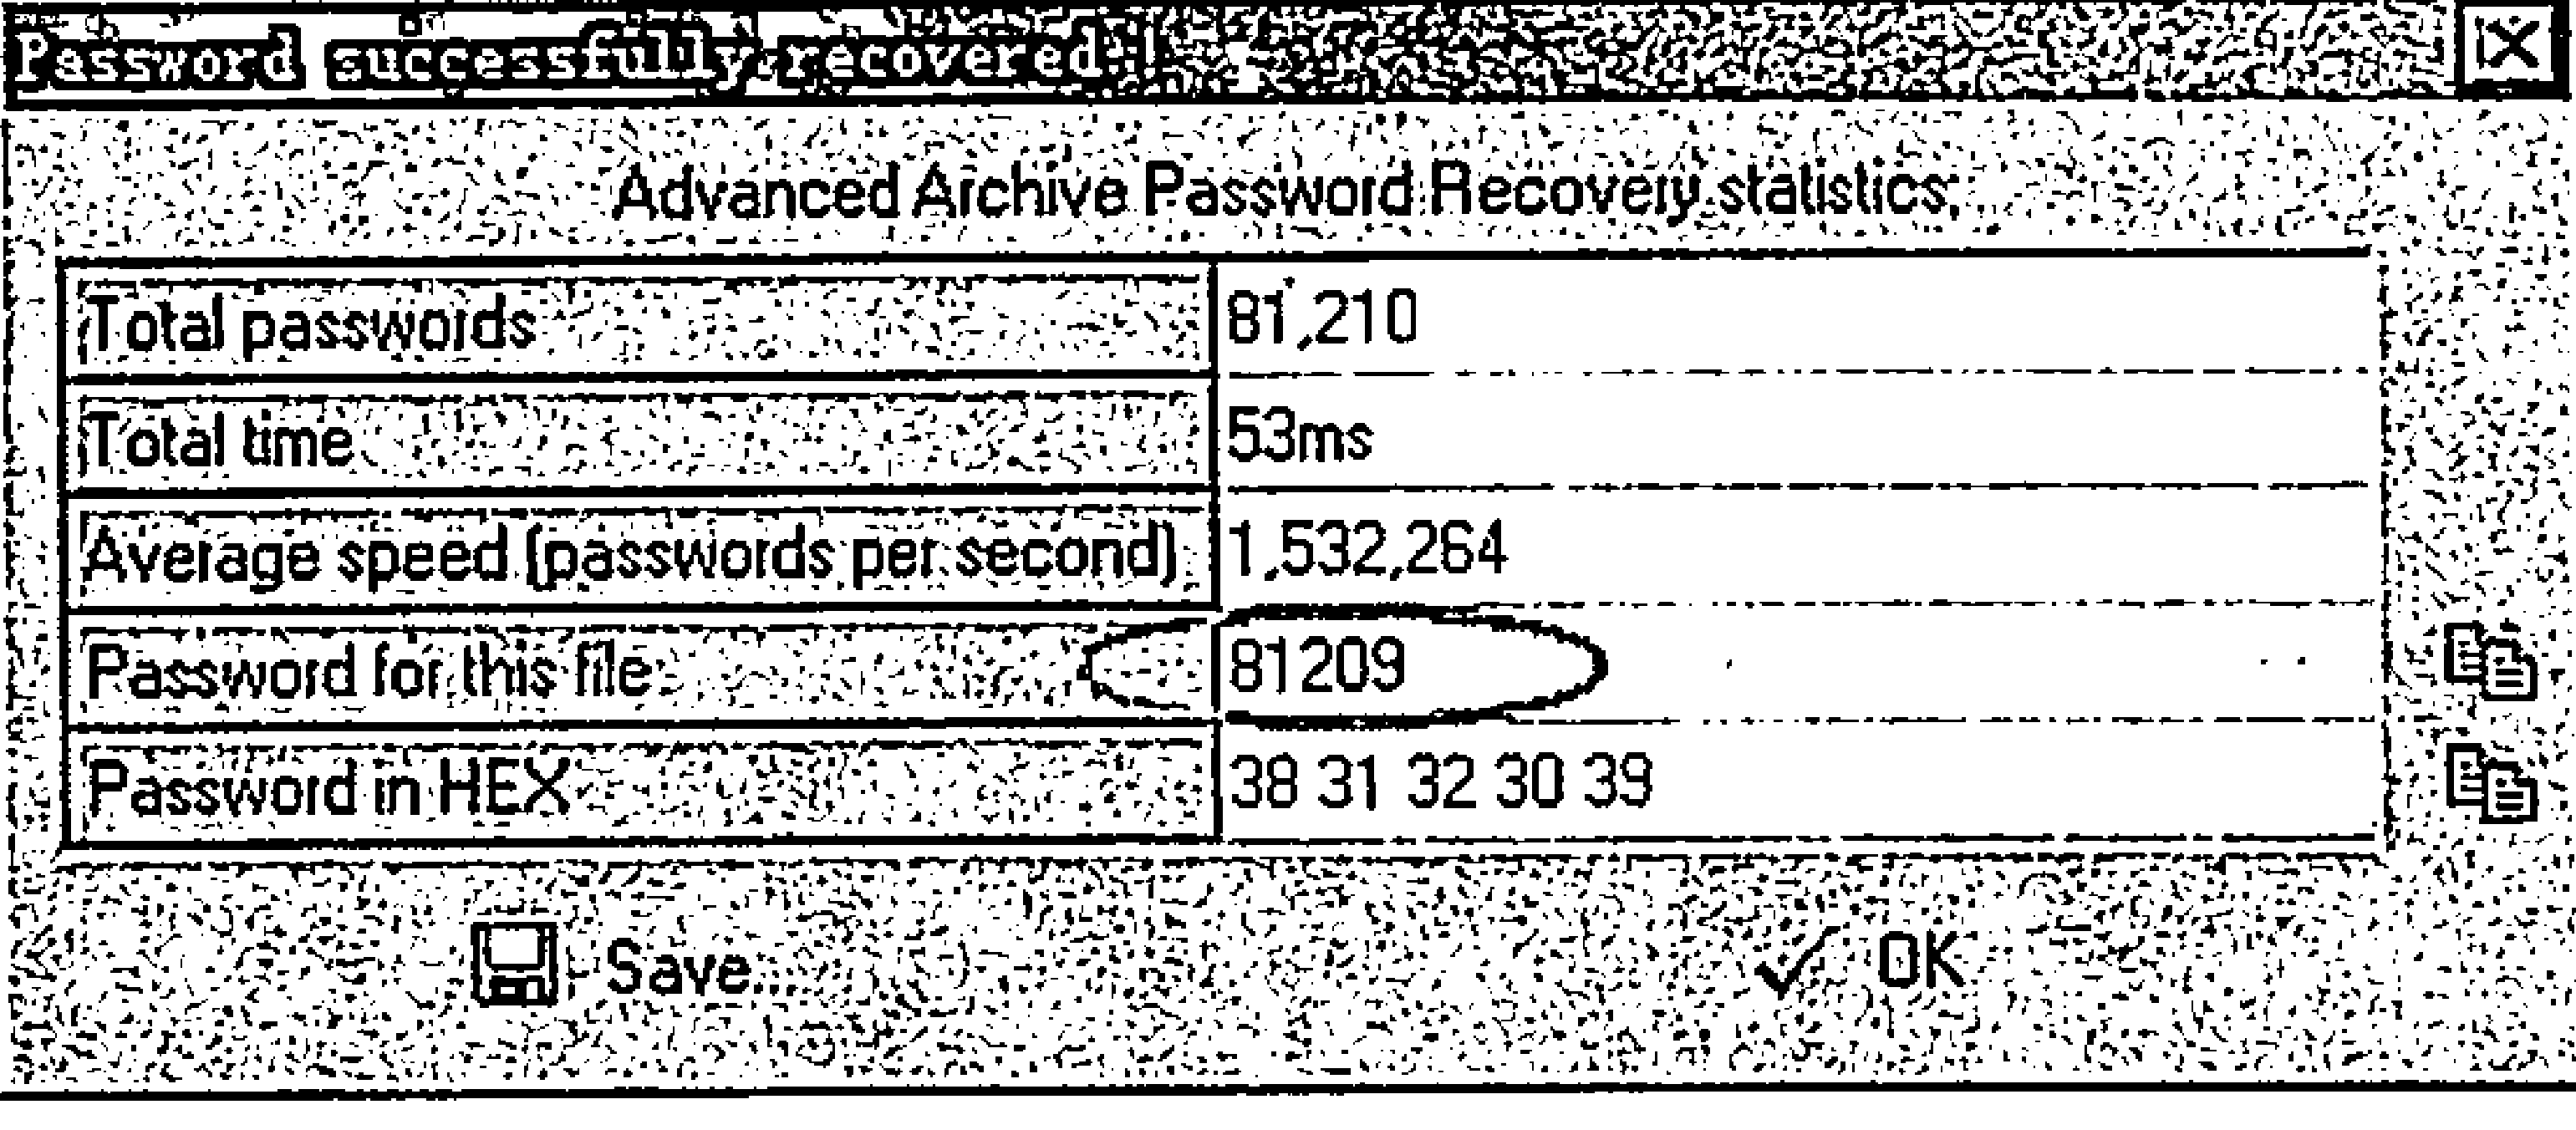 Password successfully recovered !
Advanced Archive Password Recovery statistics:
Total passwords 81,210
Total time 53ms
Average speed (passwords per second) 1,532,264
Password for this file 81209
Password in HEX 38 31 32 30 39
Save... OK